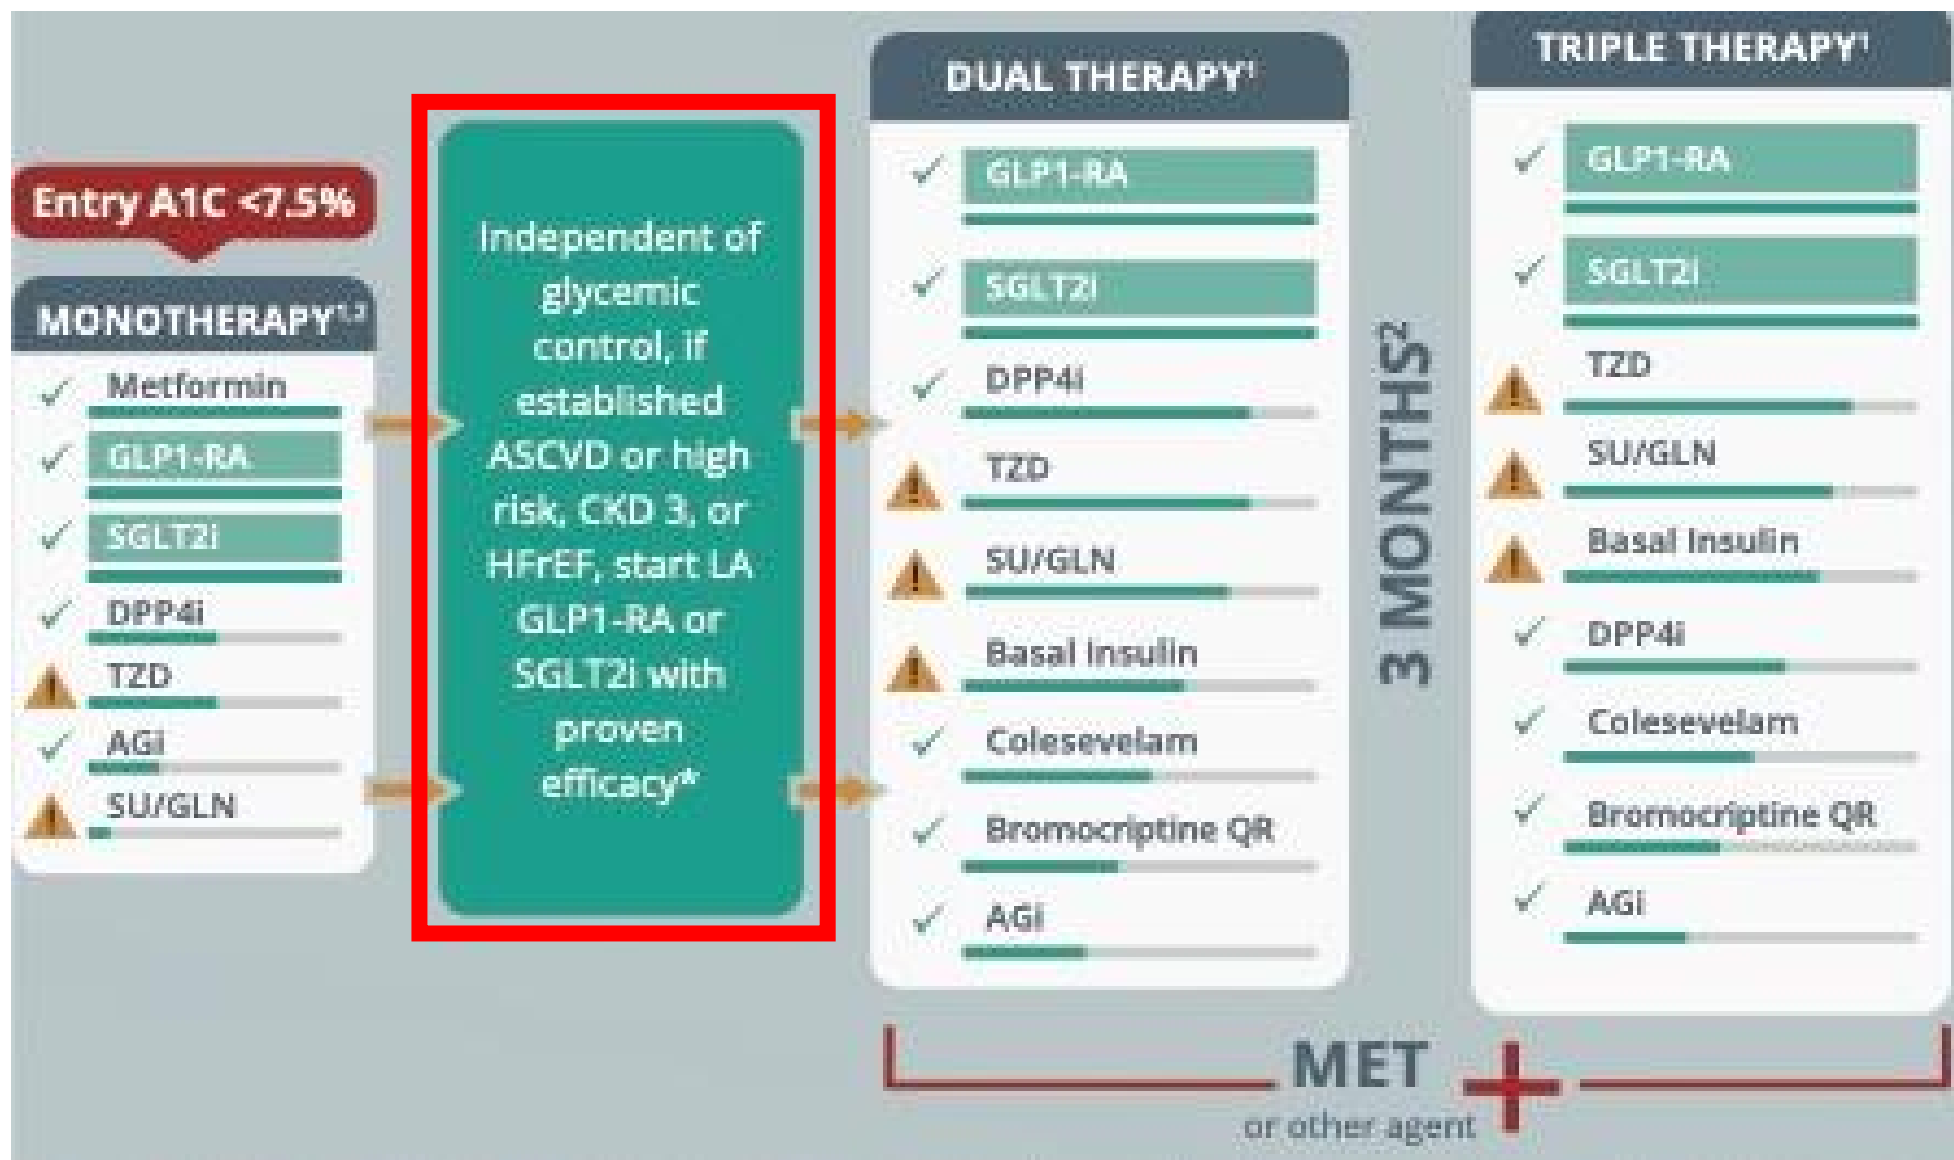 Entry A1C <7.5%
MONOTHERAPY1,2
Metformin
GLP1-RA
SGLT2i
DPP4i
TZD
AGi
SU/GLN
Independent of
glycemic
control, if
established
ASCVD or high
risk, CKD 3, or
HFrEF, start LA
GLP1-RA or
SGLT2i with
proven
efficacy*
DUAL THERAPY1
GLP1-RA
SGLT2i
DPP4i
TZD
SU/GLN
Basal Insulin
Colesevelam
Bromocriptine QR
AGi
3 MONTHS2
TRIPLE THERAPY1
GLP1-RA
SGLT2i
TZD
SU/GLN
Basal Insulin
DPP4i
Colesevelam
Bromocriptine QR
AGi
MET
or other agent